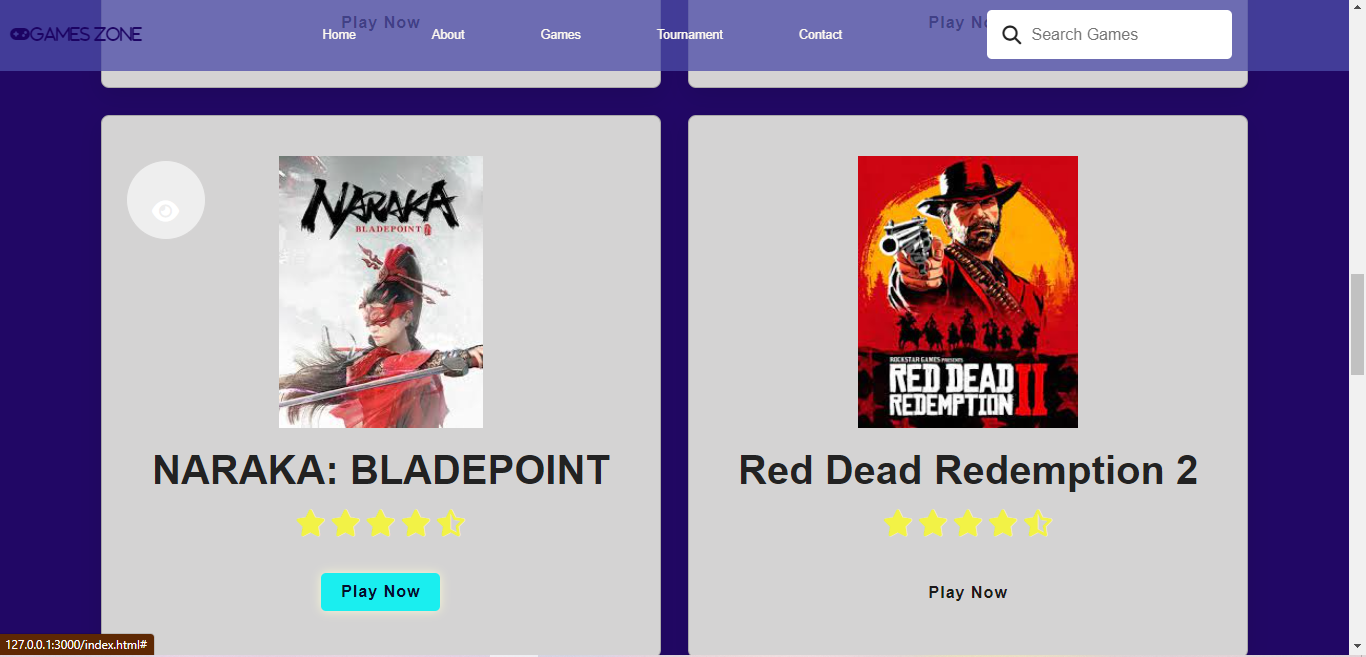 Play Now
Play No
GAMES ZONE
Home
About
Games
Tournament
Contact
Search Games
NARAKA
BLADEPOINT
ROCKSTAR GAMES PRESENTS
RED DEAD
REDEMPTION II
NARAKA: BLADEPOINT
Red Dead Redemption 2
Play Now
Play Now
127.0.0.1:3000/index.html#